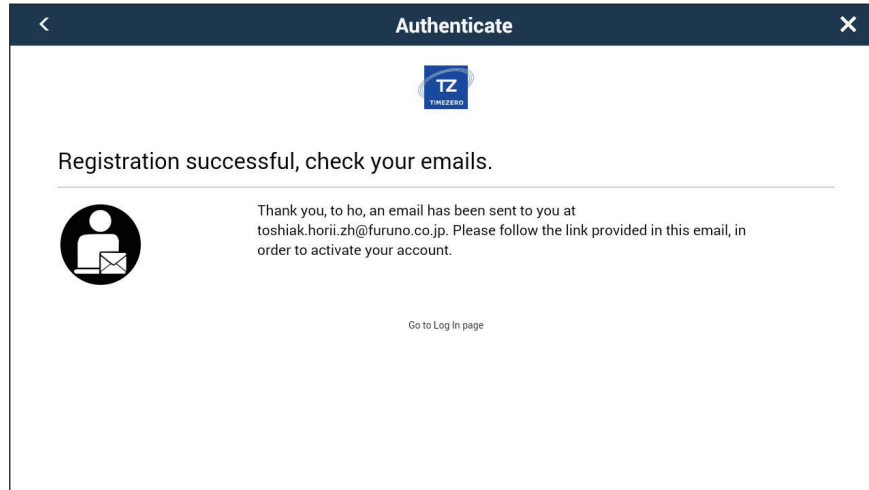 Authenticate
TZ
TIMEZERO
Registration successful, check your emails.
Thank you, to ho, an email has been sent to you at
toshiak.horii.zh@furuno.co.jp. Please follow the link provided in this email, in
order to activate your account.
Go to Log In page